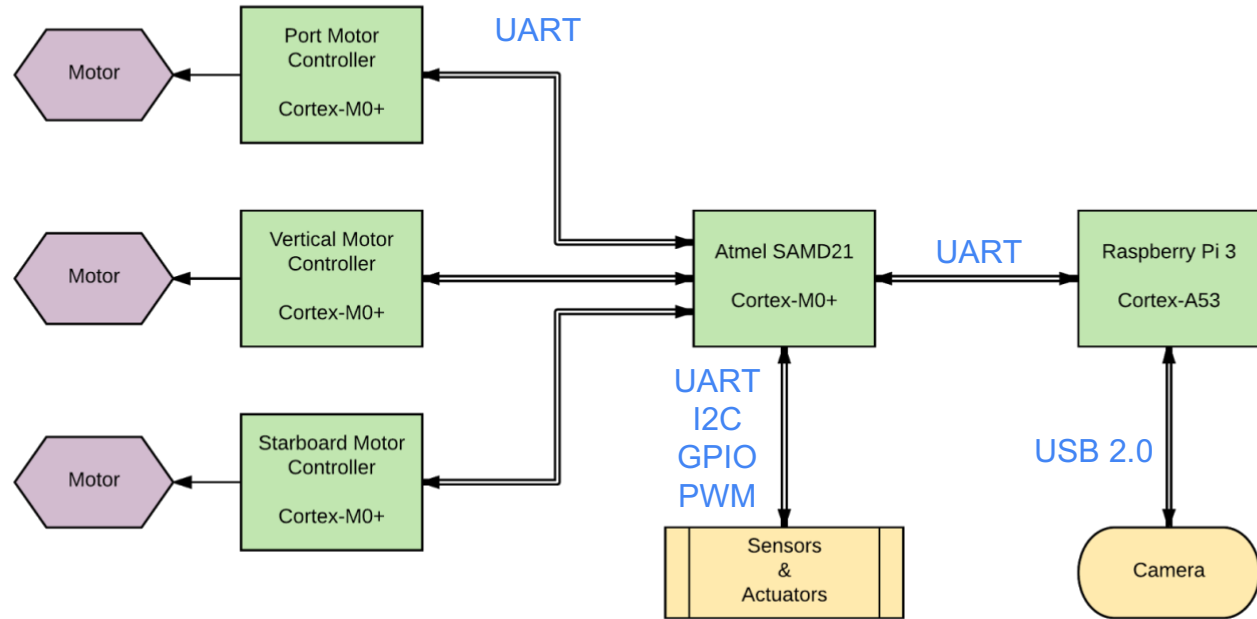 Motor
Port Motor
Controller
Cortex-M0+
UART
Motor
Vertical Motor
Controller
Cortex-M0+
Atmel SAMD21
Cortex-M0+
UART
Raspberry Pi 3
Cortex-A53
Motor
Starboard Motor
Controller
Cortex-M0+
UART
I2C
GPIO
PWM
USB 2.0
Sensors
&
Actuators
Camera